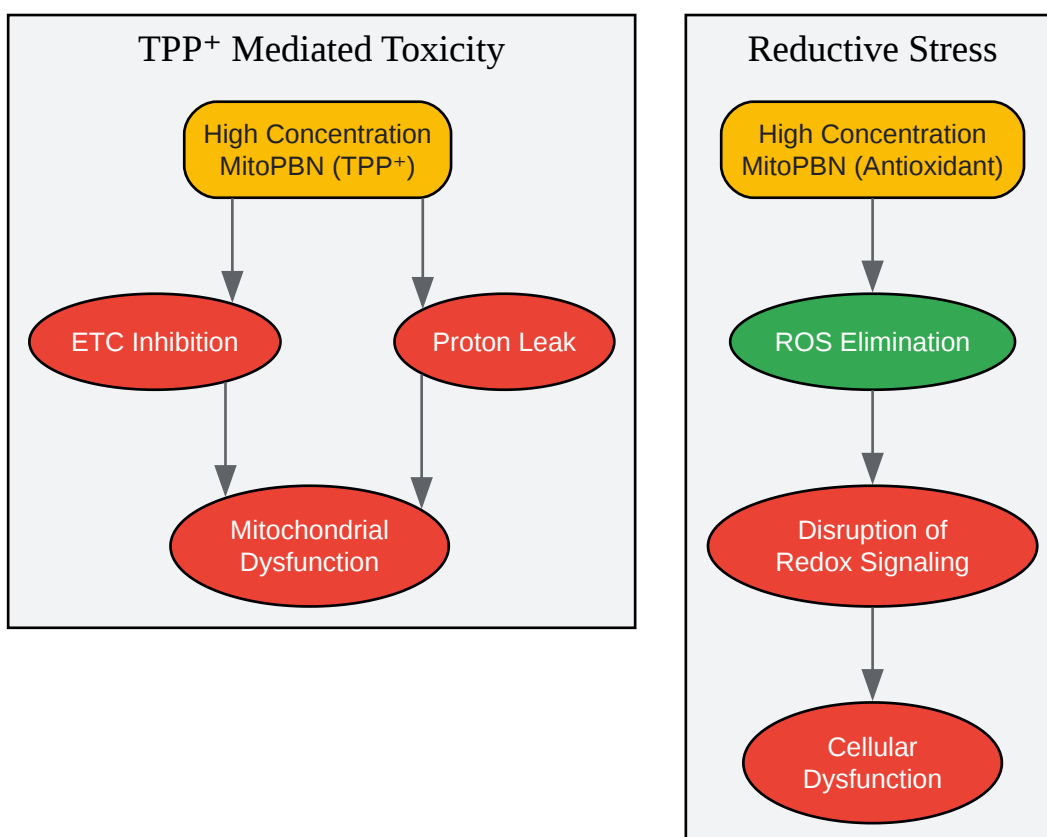 TPP⁺ Mediated Toxicity
High Concentration
MitoPBN (TPP⁺)
ETC Inhibition
Proton Leak
Mitochondrial
Dysfunction
Reductive Stress
High Concentration
MitoPBN (Antioxidant)
ROS Elimination
Disruption of
Redox Signaling
Cellular
Dysfunction